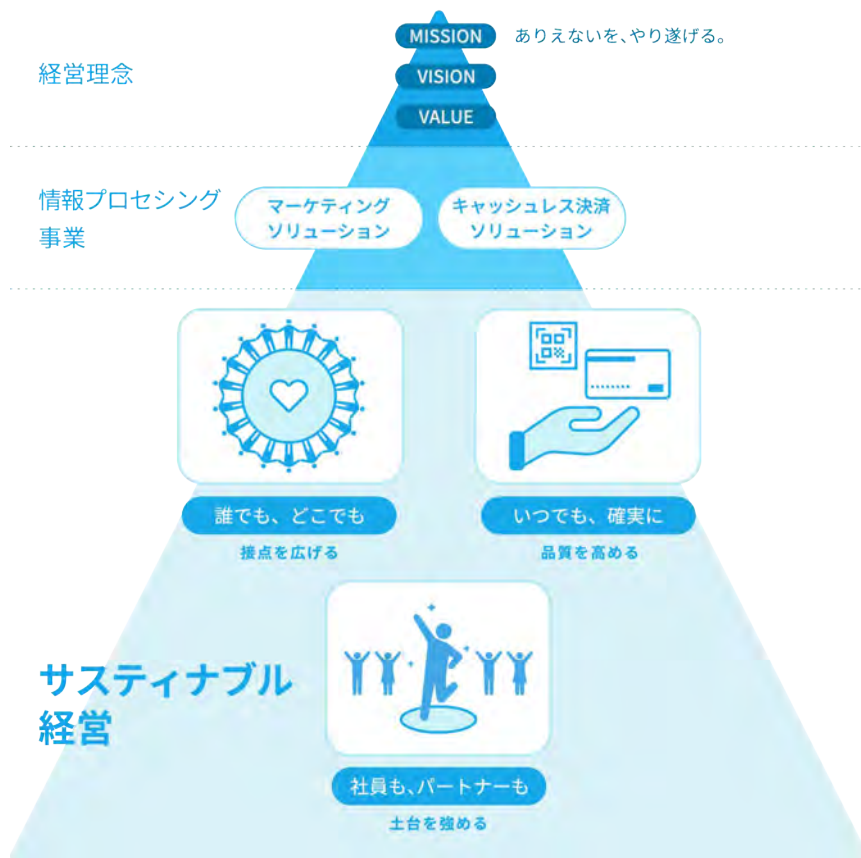 MISSION
ありえないを、やり遂げる。
経営理念
VISION
VALUE
情報プロセシング
事業
マーケティング
ソリューション
キャッシュレス決済
ソリューション
誰でも、どこでも
接点を広げる
いつでも、確実に
品質を高める
サスティナブル
経営
社員も、パートナーも
土台を強める